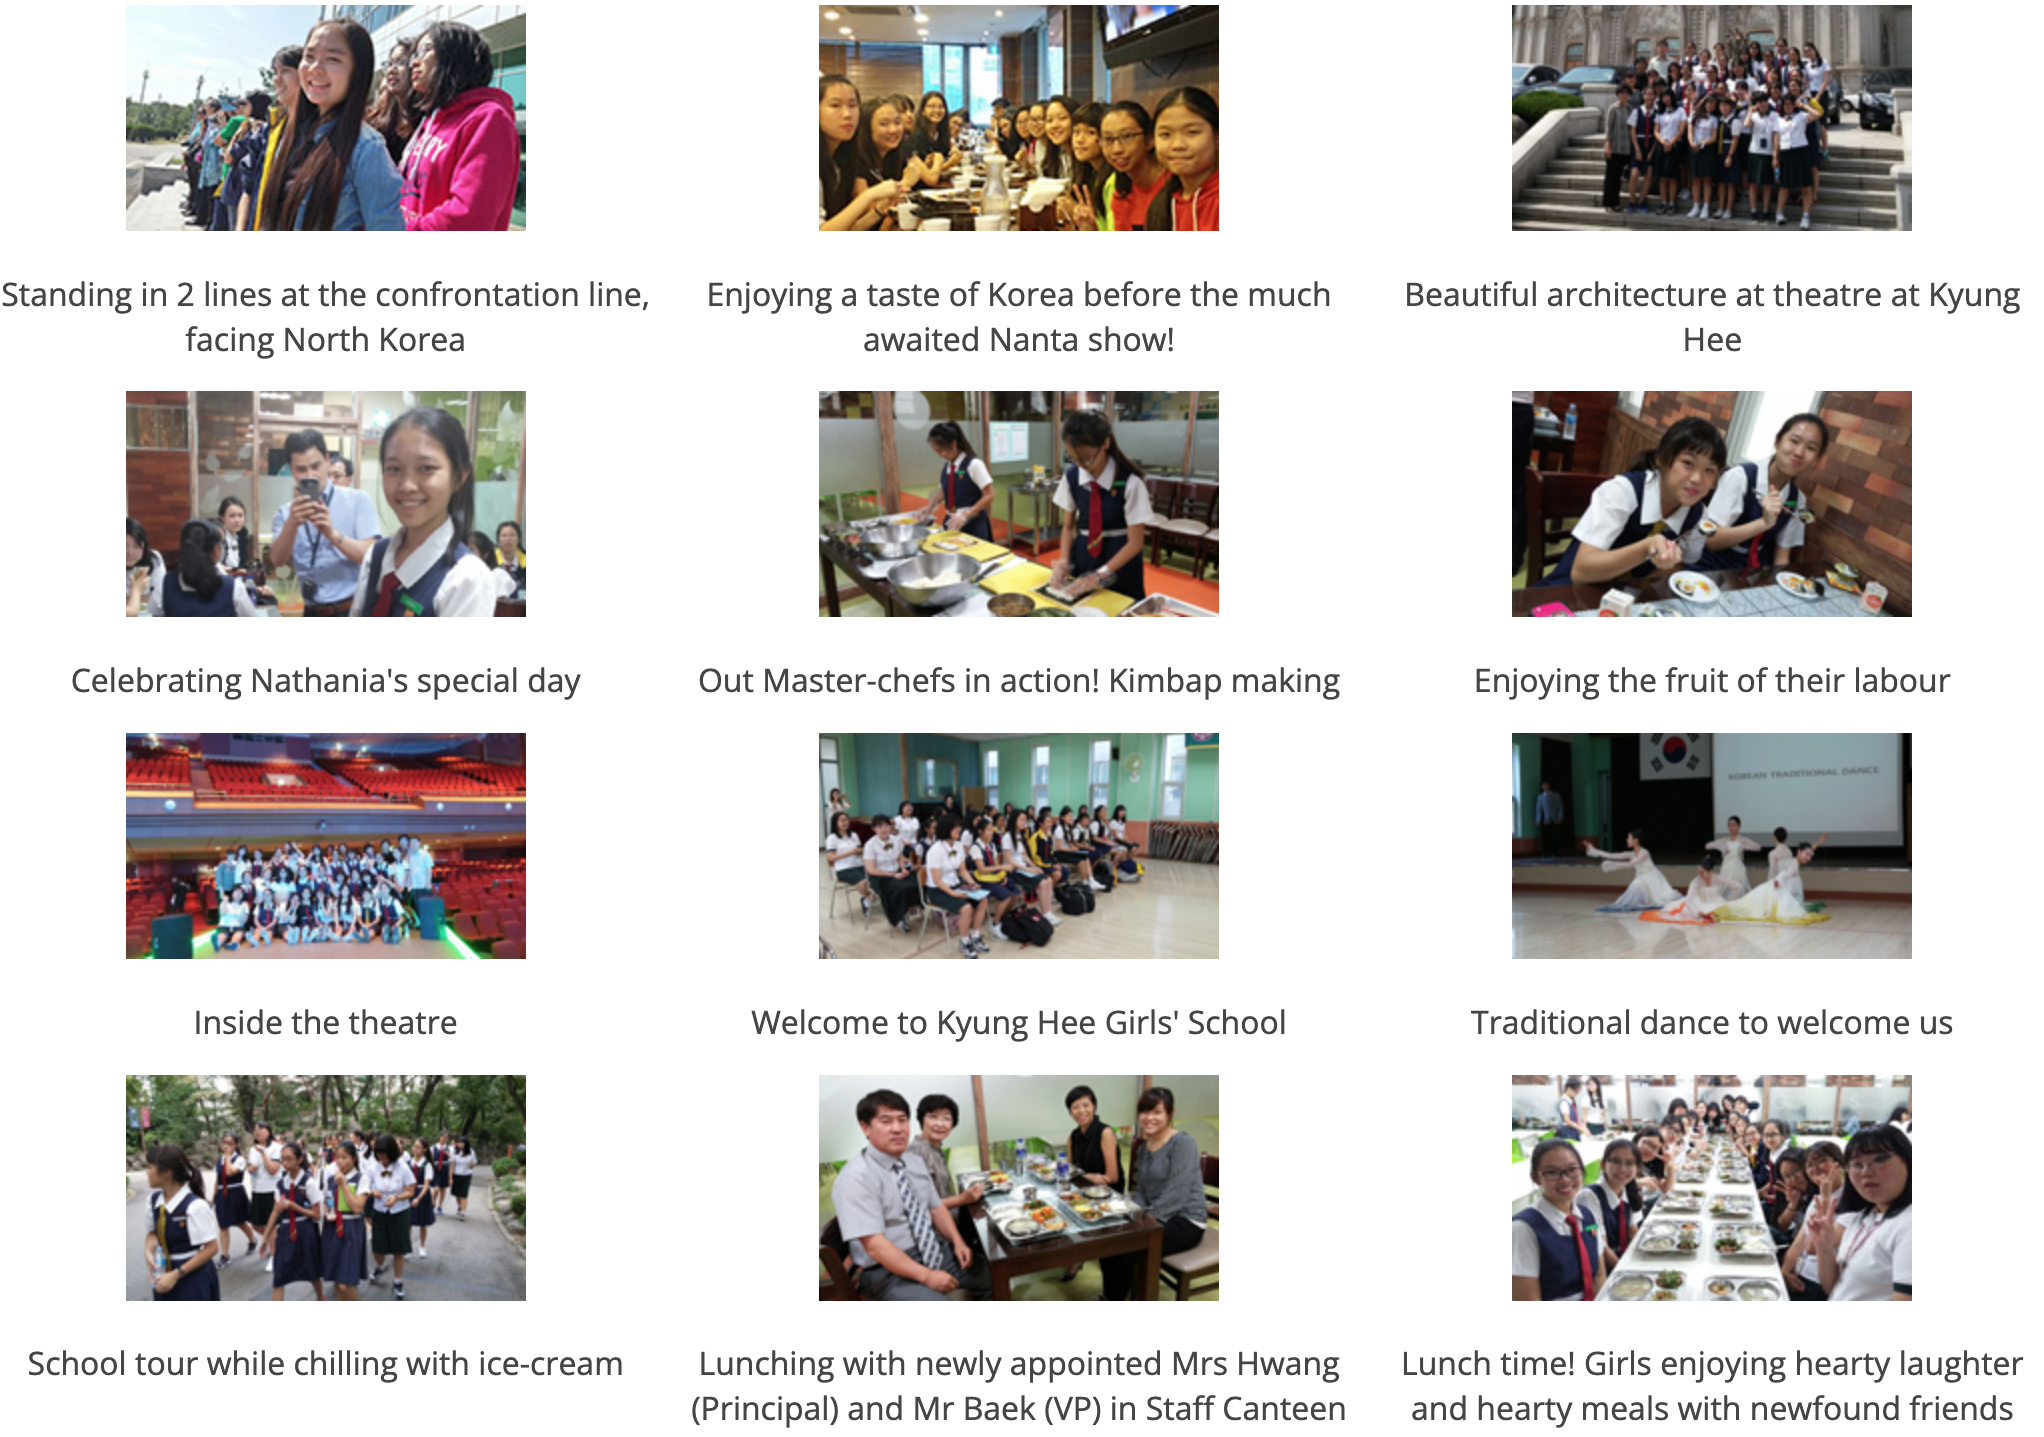 Standing in 2 lines at the confrontation line,
facing North Korea
Enjoying a taste of Korea before the much
awaited Nanta show!
Beautiful architecture at theatre at Kyung
Hee
Celebrating Nathania's special day
Out Master-chefs in action! Kimbap making
Enjoying the fruit of their labour
KOREAN TRADITIONAL DANCE
Inside the theatre
Welcome to Kyung Hee Girls' School
Traditional dance to welcome us
School tour while chilling with ice-cream
Lunching with newly appointed Mrs Hwang
(Principal) and Mr Baek (VP) in Staff Canteen
Lunch time! Girls enjoying hearty laughter
and hearty meals with newfound friends